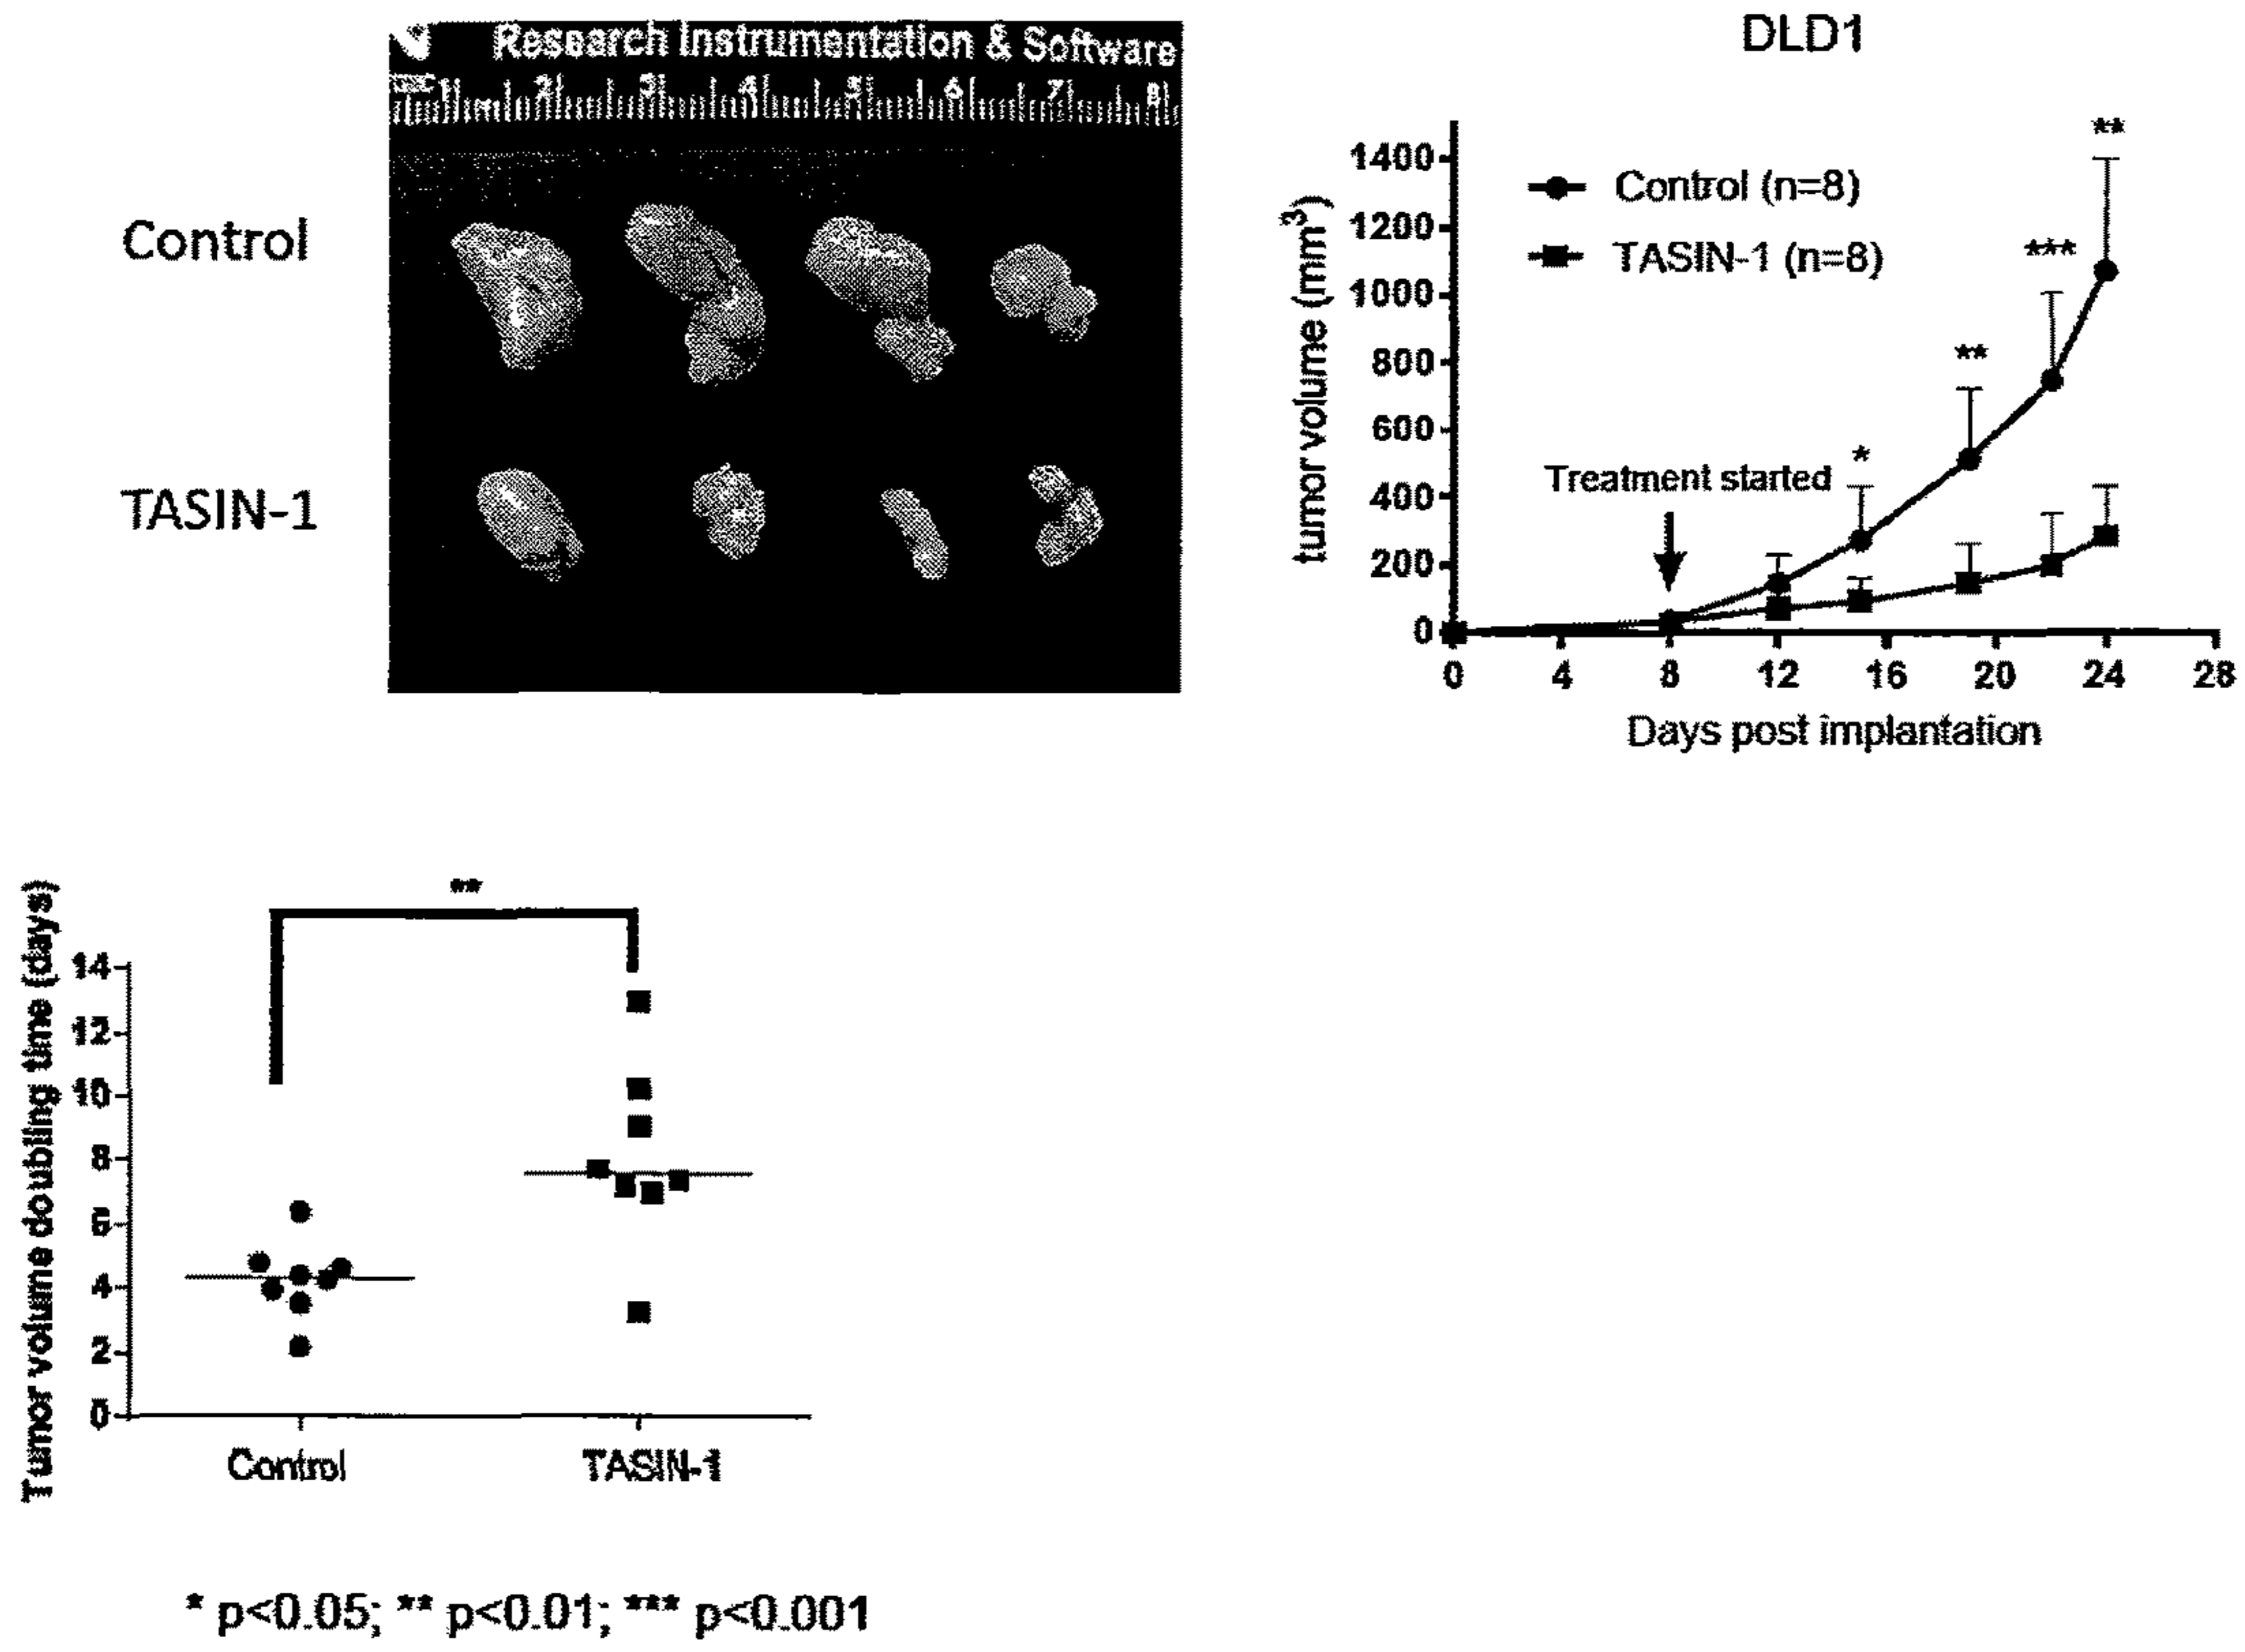 Research Instrumentation & Software
1 2 3 4 5 6 7 8
Control
TASIN-1
DLD1
tumor volume (mm³)
1400
1200
1000
800
600
400
200
0
Control (n=8)
TASIN-1 (n=8)
Treatment started
*
**
***
**
0 4 8 12 16 20 24 28
Days post implantation
Tumor volume doubling time (days)
**
14
12
10
8
6
4
2
0
Control TASIN-1
* p<0.05; ** p<0.01; *** p<0.001